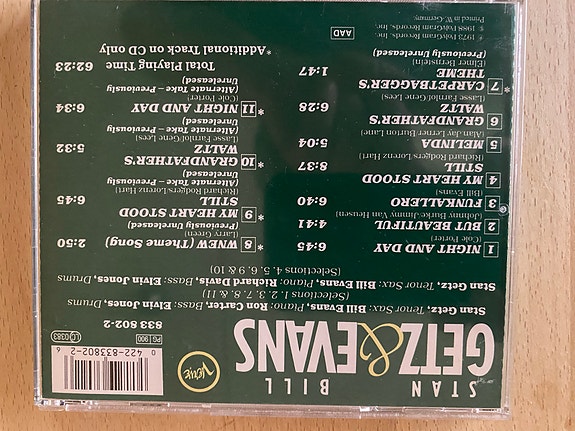 STAN BILL
GETZ & EVANS
Verve
0 422-833802-2 6
PG 900
LC 0383
833 802-2
Stan Getz, Tenor Sax; Bill Evans, Piano; Ron Carter, Bass; Elvin Jones, Drums
(Selections 1, 2, 3, 7, 8, & 11)
Stan Getz, Tenor Sax; Bill Evans, Piano; Richard Davis, Bass; Elvin Jones, Drums
(Selections 4, 5, 6, 9 & 10)
1 NIGHT AND DAY 6:45
(Cole Porter)
2 BUT BEAUTIFUL 4:41
(Johnny Burke/Jimmy Van Heusen)
3 FUNKALLERO 6:40
(Bill Evans)
4 MY HEART STOOD
STILL 8:37
(Richard Rodgers/Lorenz Hart)
5 MELINDA 5:04
(Alan Jay Lerner/Burton Lane)
6 GRANDFATHER'S
WALTZ 6:28
(Lasse Farnlof/Gene Lees)
* 7 CARPETBAGGER'S
THEME 1:47
(Elmer Bernstein)
(Previously Unreleased)
* 8 WNEW (Theme Song) 2:50
(Larry Green)
(Previously Unreleased)
* 9 MY HEART STOOD
STILL 6:45
(Richard Rodgers/Lorenz Hart)
(Alternate Take – Previously
Unreleased)
* 10 GRANDFATHER'S
WALTZ 5:32
(Lasse Farnlof/Gene Lees)
(Alternate Take – Previously
Unreleased)
* 11 NIGHT AND DAY 6:34
(Cole Porter)
(Alternate Take – Previously
Unreleased)
Total Playing Time 62:23
*Additional Track on CD only
AAD
℗ 1973 PolyGram Records, Inc.
© 1988 PolyGram Records, Inc.
Printed in W. Germany